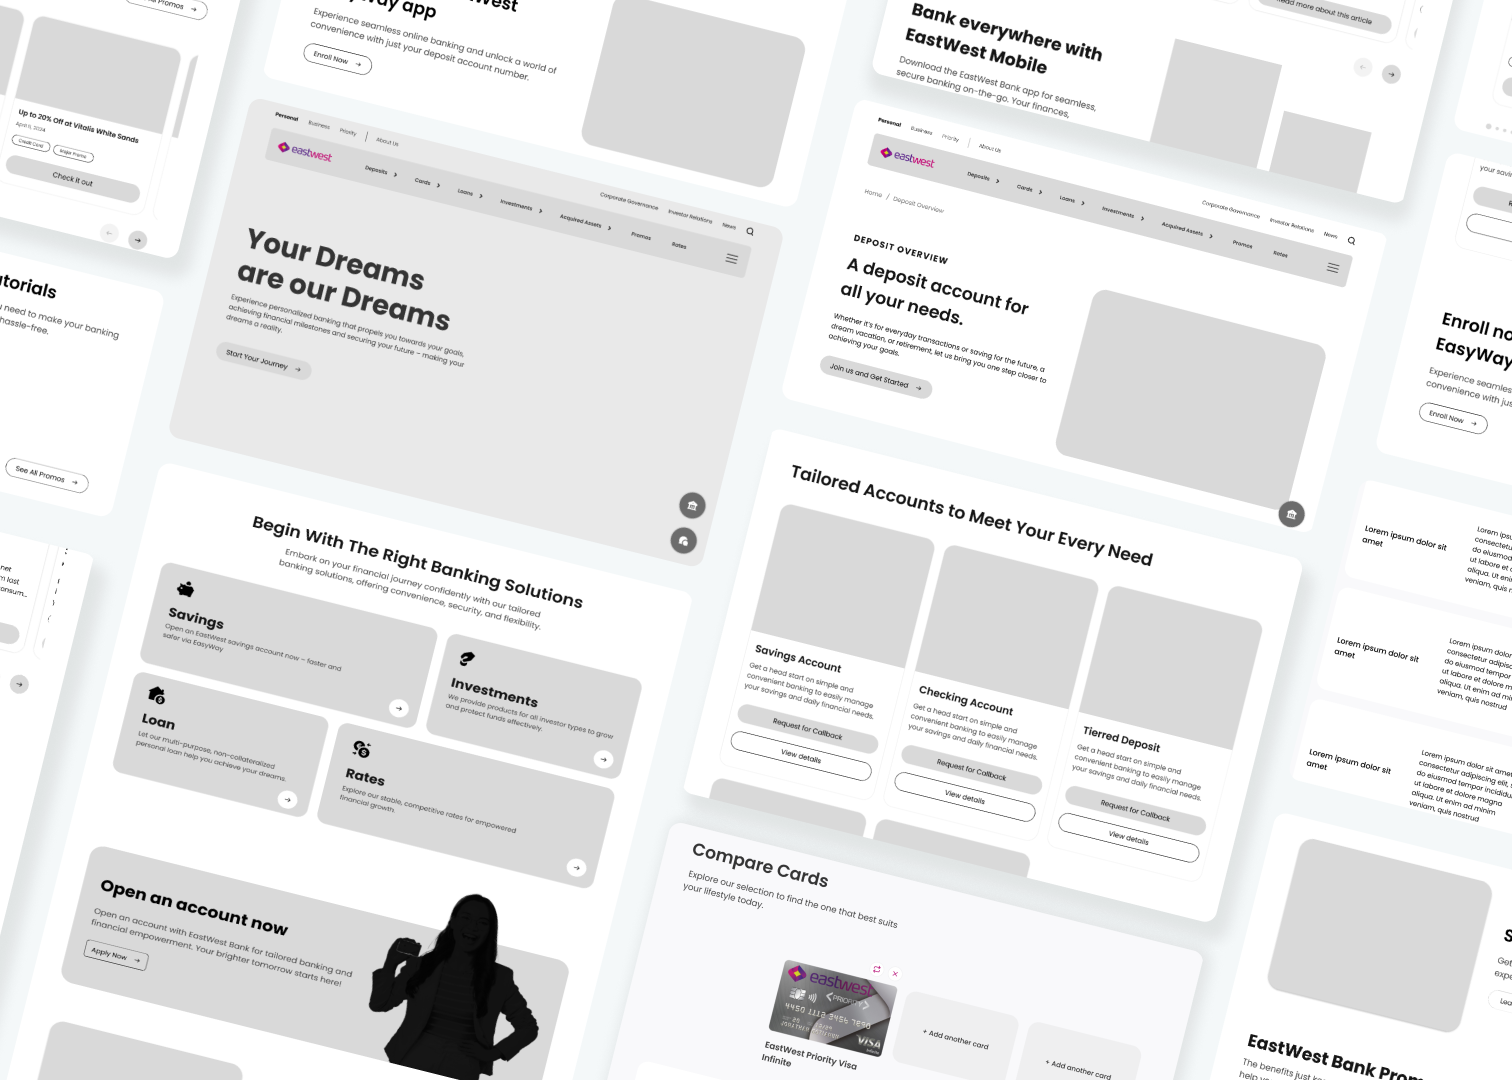 Promos →
Up to 20% Off at Vitalis White Sands
April 6, 2024
Credit Card
Major Promo
Check it out
←
→
torials
need to make your banking
hassle-free.
See All Promos →
→
way app
Experience seamless online banking and unlock a world of
convenience with just your deposit account number.
Enroll Now →
Personal
Business
Priority
About Us
Corporate Governance
Investor Relations
News
eastwest
Deposits
Cards
Loans
Investments
Acquired Assets
Promos
Rates
Your Dreams
are our Dreams
Experience personalized banking that propels you towards your goals,
achieving financial milestones and securing your future – making your
dreams a reality.
Start Your Journey →
Begin With The Right Banking Solutions
Embark on your financial journey confidently with our tailored
banking solutions, offering convenience, security, and flexibility.
Savings
Open an EastWest savings account now – faster and
safer via EasyWay
→
Investments
We provide products for all investor types to grow
and protect funds effectively.
→
Loan
Let our multi-purpose, non-collateralized
personal loan help you achieve your dreams.
→
Rates
Explore our stable, competitive rates for empowered
financial growth.
→
Open an account now
Open an account with EastWest Bank for tailored banking and
financial empowerment. Your brighter tomorrow starts here!
Apply Now →
Bank everywhere with
EastWest Mobile
Download the EastWest Bank app for seamless,
secure banking on-the-go. Your finances,
Read more about this article
←
→
Personal
Business
Priority
About Us
Corporate Governance
Investor Relations
News
eastwest
Deposits
Cards
Loans
Investments
Acquired Assets
Promos
Rates
Home / Deposit Overview
DEPOSIT OVERVIEW
A deposit account for
all your needs.
Whether it's for everyday transactions or saving for the future, a
dream vacation, or retirement, let us bring you one step closer to
achieving your goals.
Join us and Get Started →
Tailored Accounts to Meet Your Every Need
Savings Account
Get a head start on simple and
convenient banking to easily manage
your savings and daily financial needs.
Request for Callback
View details
Checking Account
Get a head start on simple and
convenient banking to easily manage
your savings and daily financial needs.
Request for Callback
View details
Tierred Deposit
Get a head start on simple and
convenient banking to easily manage
your savings and daily financial needs.
Request for Callback
View details
Compare Cards
Explore our selection to find the one that best suits
your lifestyle today.
eastwest
PRIORITY
4450 1112 2456 7890
VISA
Infinite
EastWest Priority Visa
Infinite
+ Add another card
+ Add another card
Enroll no
EasyWay
Experience seamless
convenience with jus
Enroll Now →
Lorem ipsum dolor sit
amet
Lorem ipsum dolor
consectetur
do eiusmod
ut labore et
aliqua. Ut enim
veniam, quis
Lorem ipsum dolor sit
amet
Lorem ipsum dolor
consectetur adipisc
do eiusmod tempor
ut labore et dolore
aliqua. Ut enim ad
veniam, quis nostrud
Lorem ipsum dolor sit
amet
Lorem ipsum dolor sit amet
consectetur adipiscing elit,
do eiusmod tempor incididu
ut labore et dolore magna
aliqua. Ut enim ad minim
veniam, quis nostrud
EastWest Bank Pro
The benefits just